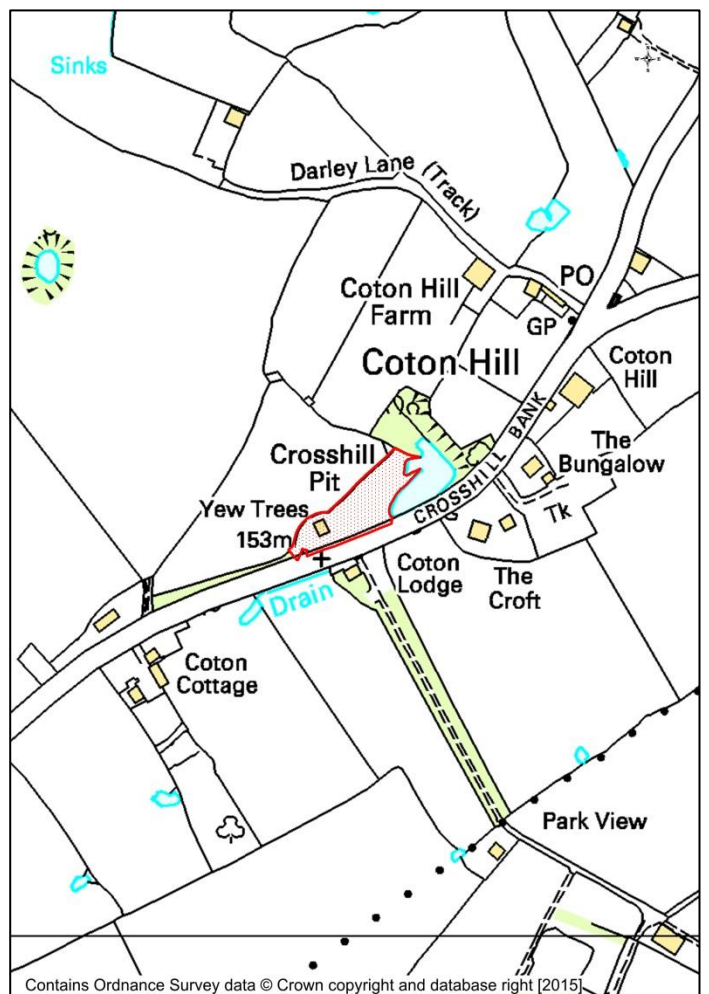 Sinks
Darley Lane (Track)
Coton Hill
Farm
PO
GP
Coton Hill
Coton
Hill
CROSSHILL BANK
The
Bungalow
Crosshill
Pit
Yew Trees
153m
Tk
Coton
Lodge
The
Croft
Drain
Coton
Cottage
Park View
Contains Ordnance Survey data © Crown copyright and database right [2015]